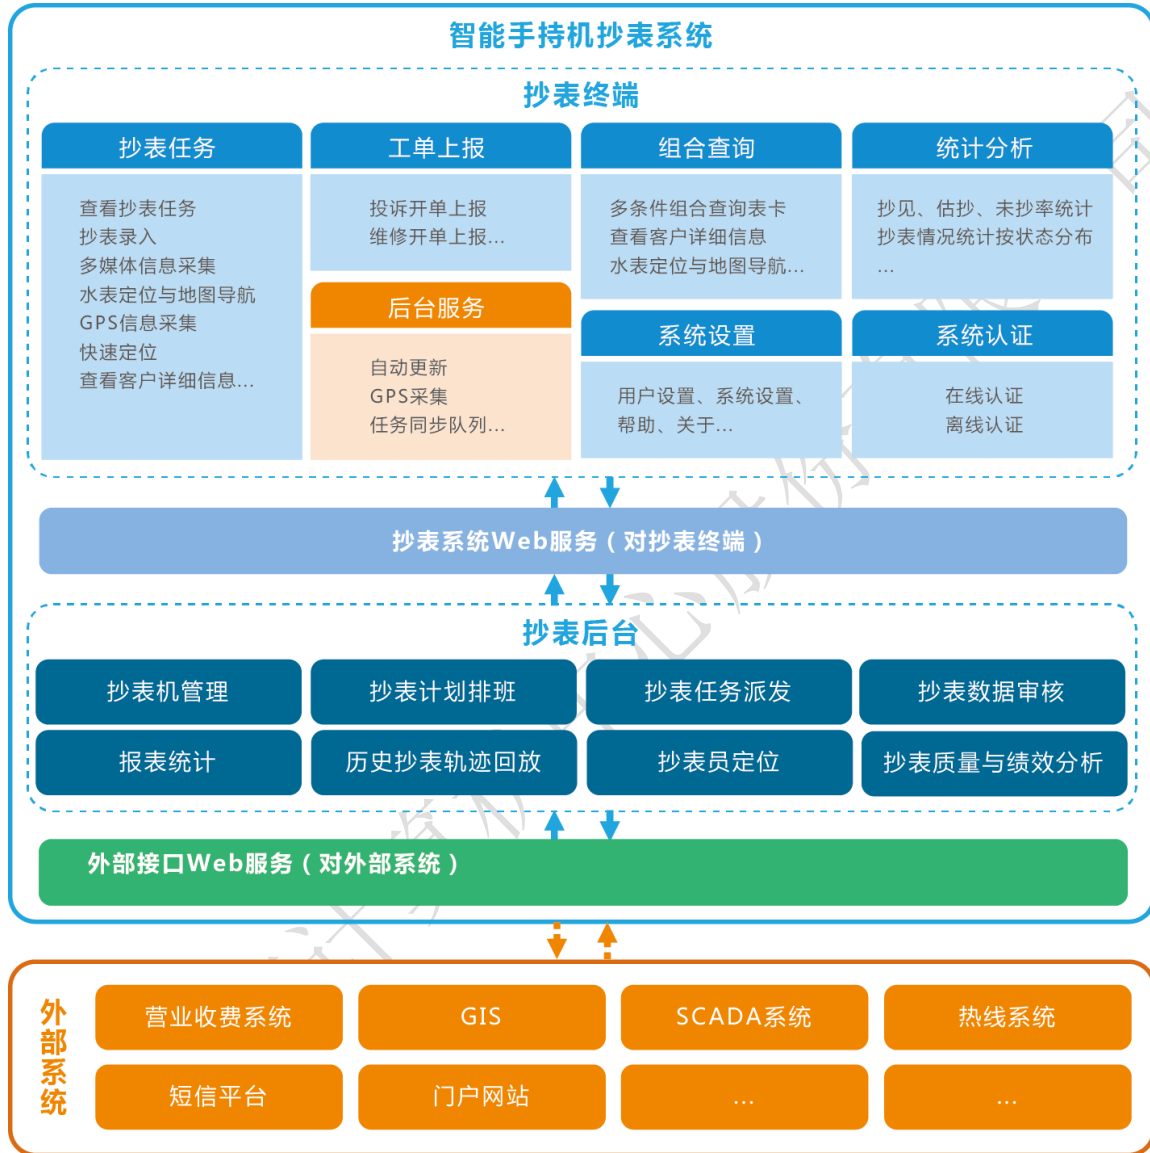 智能手持机抄表系统
抄表终端
抄表任务
查看抄表任务
抄表录入
多媒体信息采集
水表定位与地图导航
GPS信息采集
快速定位
查看客户详细信息...
工单上报
投诉开单上报
维修开单上报...
后台服务
自动更新
GPS采集
任务同步队列...
组合查询
多条件组合查询表卡
查看客户详细信息
水表定位与地图导航...
统计分析
抄见、估抄、未抄率统计
抄表情况统计按状态分布
...
系统设置
用户设置、系统设置、
帮助、关于...
系统认证
在线认证
离线认证
抄表系统Web服务（对抄表终端）
抄表后台
抄表机管理
抄表计划排班
抄表任务派发
抄表数据审核
报表统计
历史抄表轨迹回放
抄表员定位
抄表质量与绩效分析
外部接口Web服务（对外部系统）
外部系统
营业收费系统
GIS
SCADA系统
热线系统
短信平台
门户网站
...
...